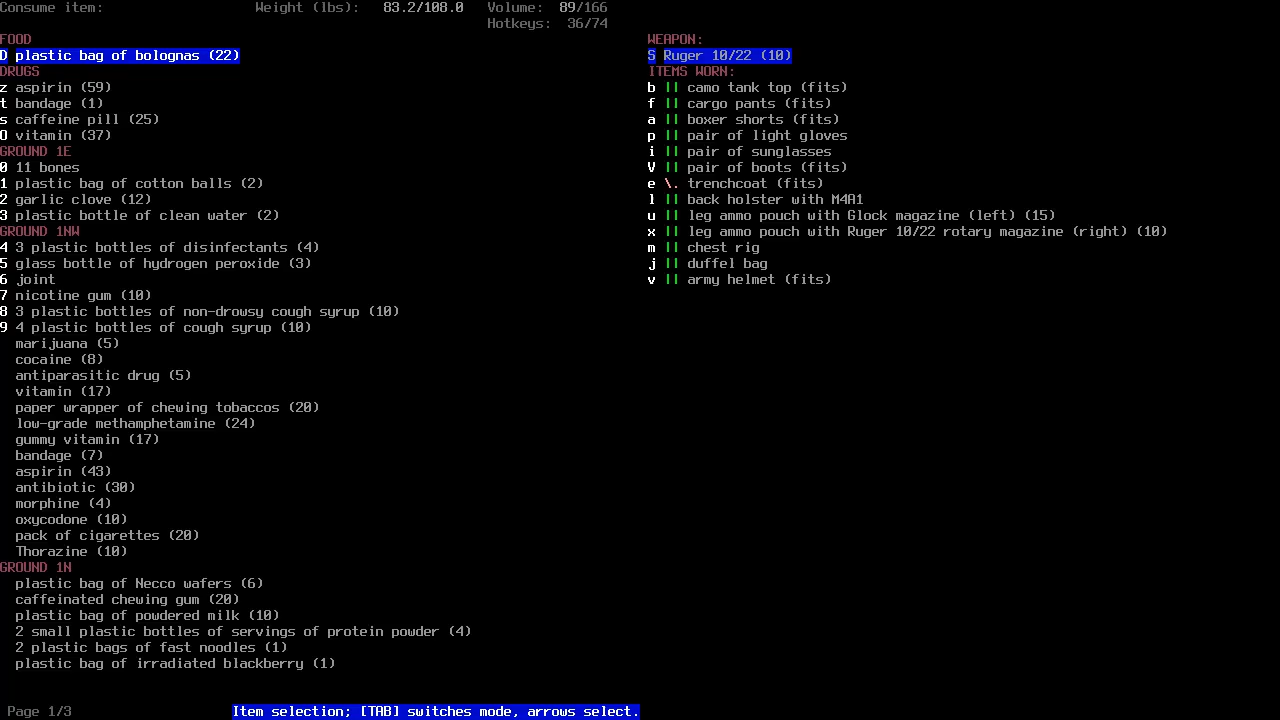 Consume item: Weight (lbs): 83.2/108.0 Volume: 89/166
Hotkeys: 36/74
FOOD
D plastic bag of bolognas (22)
DRUGS
z aspirin (59)
t bandage (1)
s caffeine pill (25)
O vitamin (37)
GROUND 1E
0 11 bones
1 plastic bag of cotton balls (2)
2 garlic clove (12)
3 plastic bottle of clean water (2)
GROUND 1NW
4 3 plastic bottles of disinfectants (4)
5 glass bottle of hydrogen peroxide (3)
6 joint
7 nicotine gum (10)
8 3 plastic bottles of non-drowsy cough syrup (10)
9 4 plastic bottles of cough syrup (10)
marijuana (5)
cocaine (8)
antiparasitic drug (5)
vitamin (17)
paper wrapper of chewing tobaccos (20)
low-grade methamphetamine (24)
gummy vitamin (17)
bandage (7)
aspirin (43)
antibiotic (30)
morphine (4)
oxycodone (10)
pack of cigarettes (20)
Thorazine (10)
GROUND 1N
plastic bag of Necco wafers (6)
caffeinated chewing gum (20)
plastic bag of powdered milk (10)
2 small plastic bottles of servings of protein powder (4)
2 plastic bags of fast noodles (1)
plastic bag of irradiated blackberry (1)
WEAPON:
S Ruger 10/22 (10)
ITEMS WORN:
b || camo tank top (fits)
f || cargo pants (fits)
a || boxer shorts (fits)
p || pair of light gloves
i || pair of sunglasses
V || pair of boots (fits)
e \. trenchcoat (fits)
l || back holster with M4A1
u || leg ammo pouch with Glock magazine (left) (15)
x || leg ammo pouch with Ruger 10/22 rotary magazine (right) (10)
m || chest rig
j || duffel bag
v || army helmet (fits)
Page 1/3 Item selection; [TAB] switches mode, arrows select.